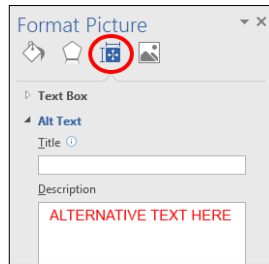 Format Picture
Text Box
Alt Text
Title
Description
ALTERNATIVE TEXT HERE